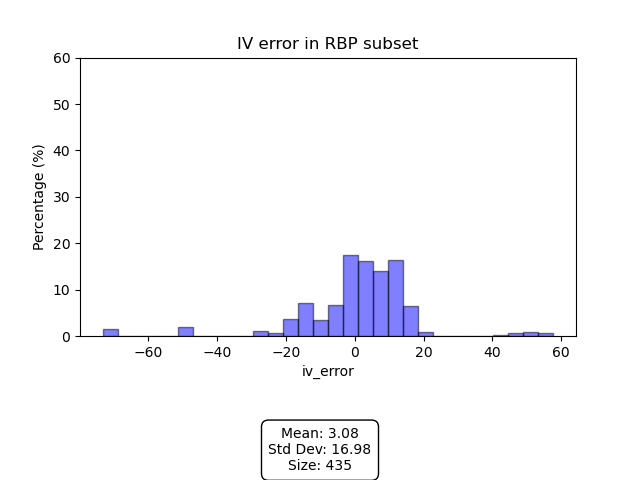 IV error in RBP subset
60
50
40
30
20
10
0
Percentage (%)
−60 −40 −20 0 20 40 60
iv_error
Mean: 3.08
Std Dev: 16.98
Size: 435